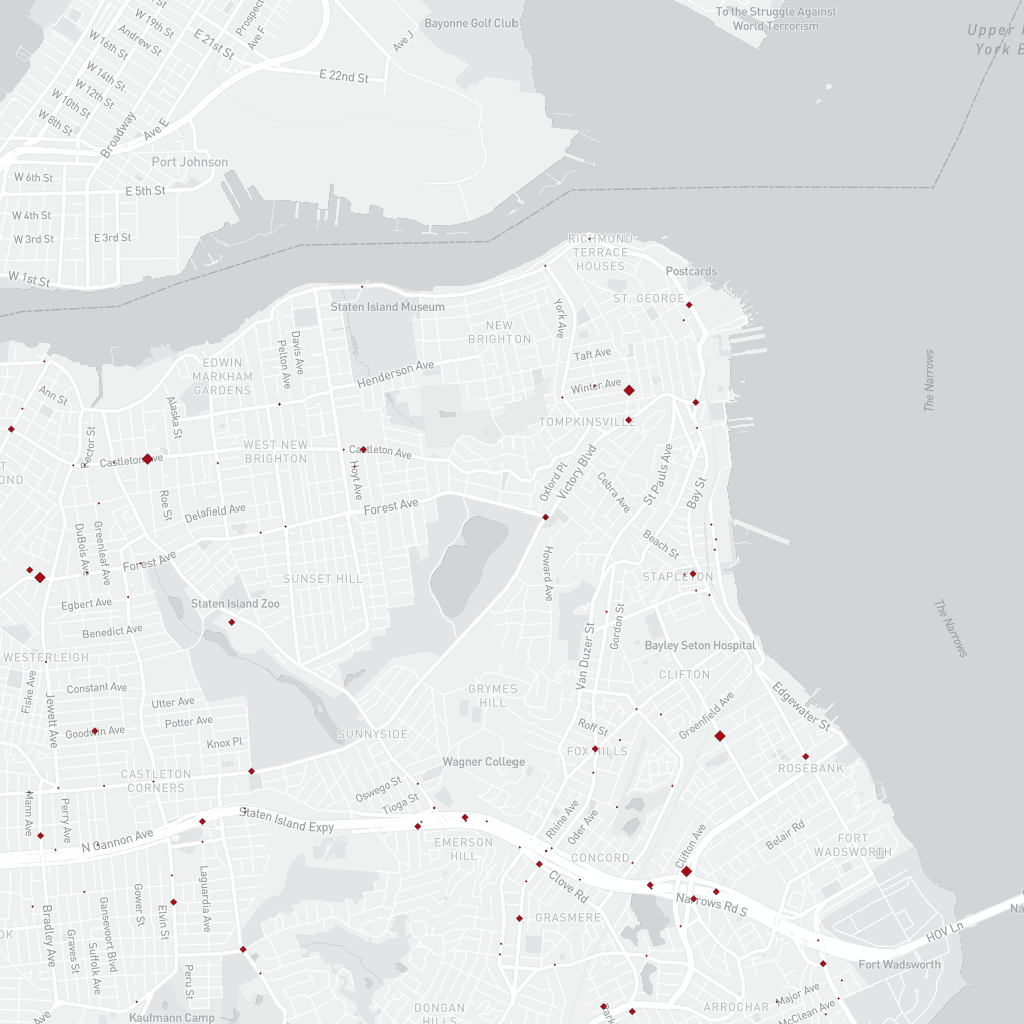 Bayonne Golf Club
To the Struggle Against
World Terrorism
W 19th St
Prospect
Ave F
Andrew St
W 16th St
E 21st St
Ave J
E 22nd St
W 14th St
W 12th St
W 10th St
W 8th St
Broadway
Ave E
Port Johnson
W 6th St
E 5th St
W 4th St
W 3rd St
E 3rd St
W 1st St
RICHMOND
TERRACE
HOUSES
Postcards
ST. GEORGE
Staten Island Museum
York Ave
NEW
BRIGHTON
Davis Ave
Pelton Ave
Taft Ave
EDWIN
MARKHAM
GARDENS
Henderson Ave
Winter Ave
The Narrows
Ann St
Alaska St
TOMPKINSVILLE
Rector St
WEST NEW
BRIGHTON
Castleton Ave
Castleton Ave
Hoyt Ave
Oxford Pl
Victory Blvd
St Pauls Ave
Cebra Ave
Bay St
Roe St
Delafield Ave
Forest Ave
DuBois Ave
Greenleaf Ave
Forest Ave
Howard Ave
Beach St
STAPLETON
SUNSET HILL
Egbert Ave
Staten Island Zoo
The Narrows
Benedict Ave
Gordon St
Van Duzer St
Bayley Seton Hospital
WESTERLEIGH
CLIFTON
Fiske Ave
Jewett Ave
Constant Ave
GRYMES
HILL
Utter Ave
Potter Ave
Edgewater St
Greenfield Ave
Goodwin Ave
Knox Pl
SUNNYSIDE
Roff St
FOX HILLS
Wagner College
ROSEBANK
CASTLETON
CORNERS
Oswego St
Tioga St
Mann Ave
Perry Ave
Staten Island Expy
N Gannon Ave
Rhine Ave
Oder Ave
Belair Rd
Clifton Ave
FORT
WADSWORTH
EMERSON
HILL
CONCORD
Clove Rd
Laguardia Ave
Gower St
Elvin St
Narrows Rd S
GRASMERE
Bradley Ave
Gansevoort Blvd
Graves St
Suffolk Ave
HOV Ln
Fort Wadsworth
Peru St
Major Ave
McClean Ave
ARROCHAR
DONGAN
HILLS
Kaufmann Camp